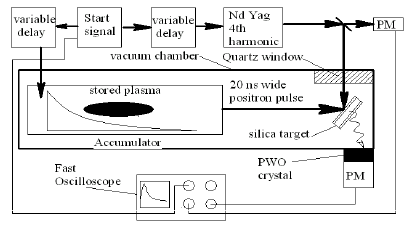 variable
delay
Start
signal
variable
delay
Nd Yag
4th
harmonic
PM
vacuum chamber
Quartz window
stored plasma
20 ns wide
positron pulse
silica target
Accumulator
PWO
crystal
PM
Fast
Oscilloscope